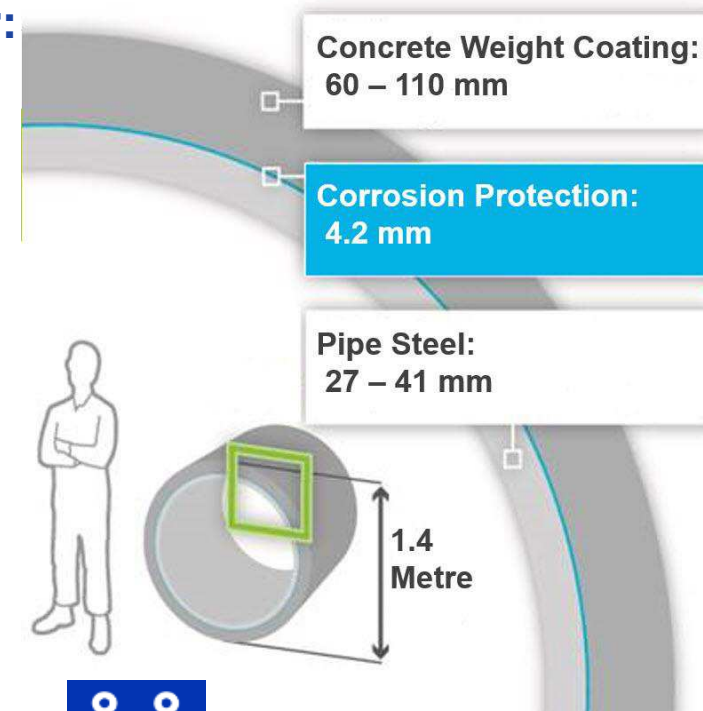 Concrete Weight Coating:
60 – 110 mm
Corrosion Protection:
4.2 mm
Pipe Steel:
27 – 41 mm
1.4
Metre